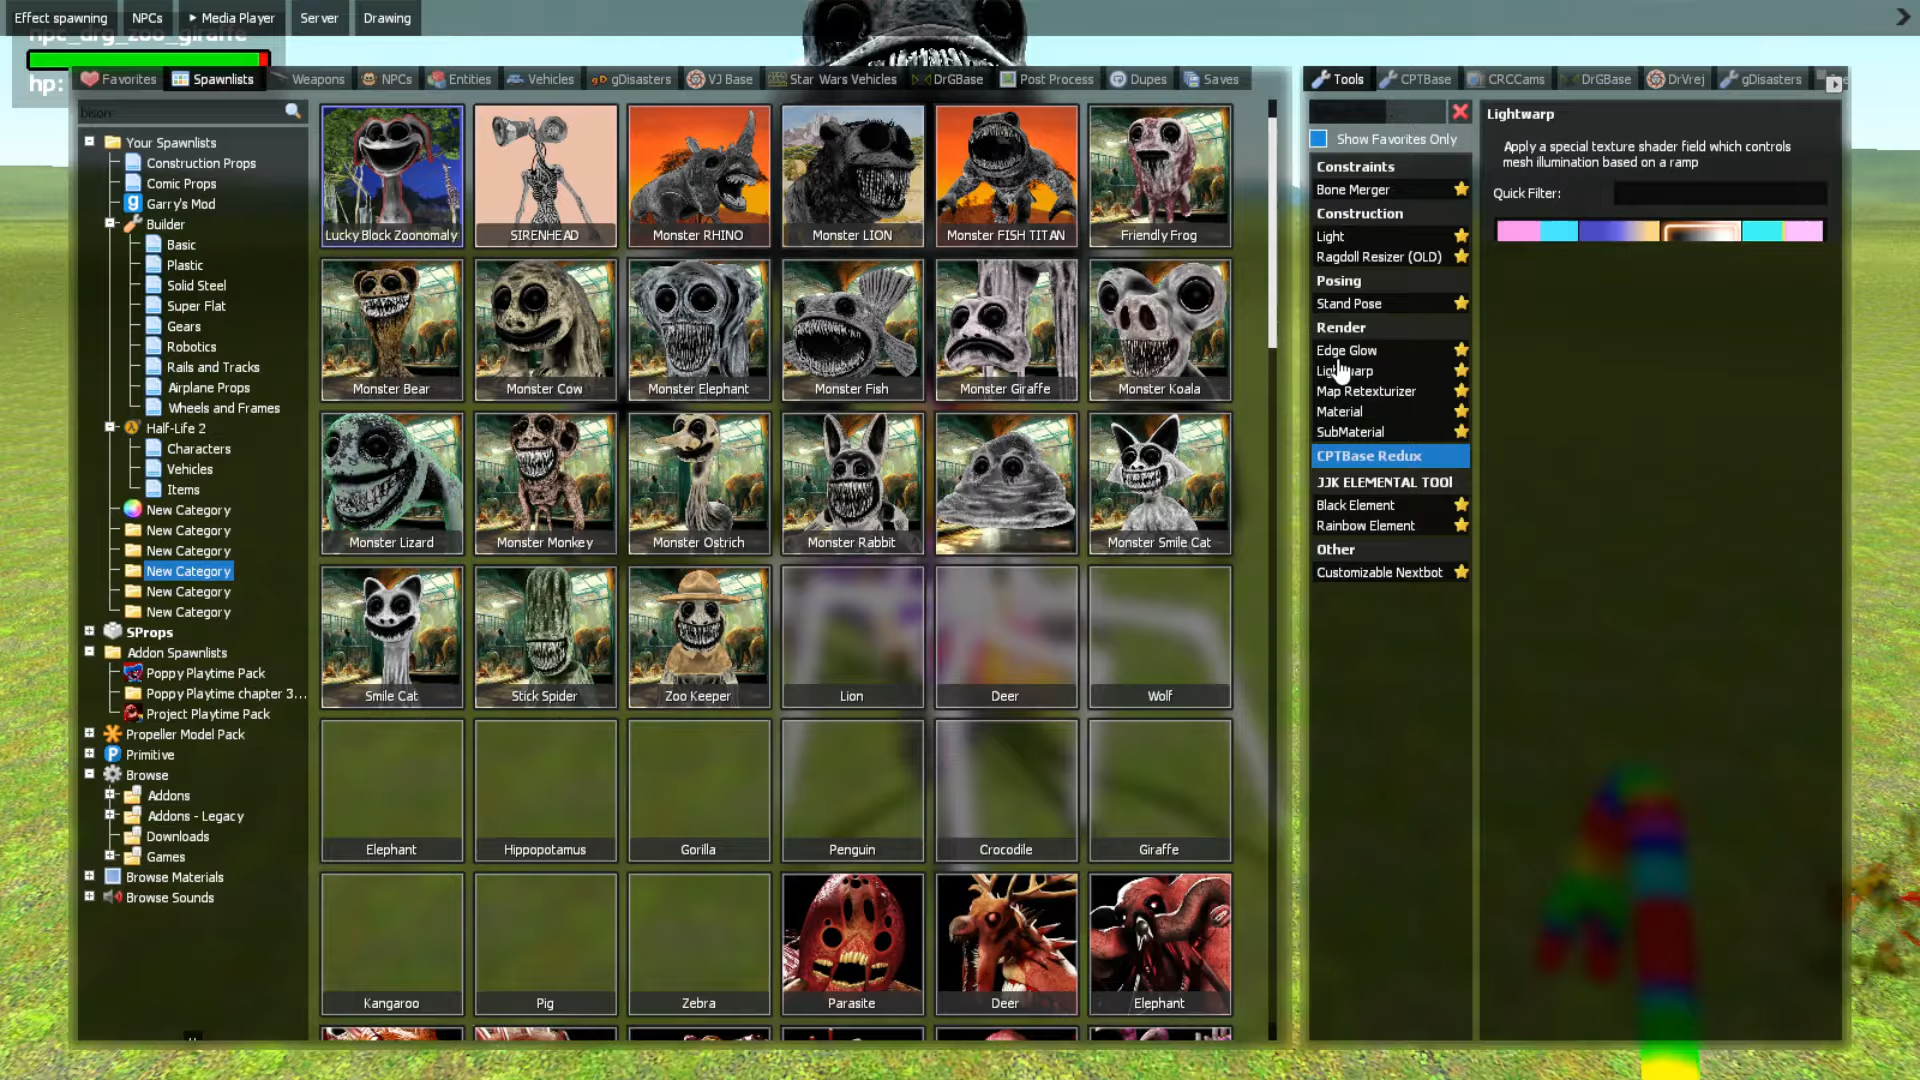 Effect spawning
NPCs
Media Player
Server
Drawing
npc_drg_zoo_giraffe
hp:
Favorites
Spawnlists
Weapons
NPCs
Entities
Vehicles
gDisasters
VJ Base
Star Wars Vehicles
DrGBase
Post Process
Dupes
Saves
Your Spawnlists
Construction Props
Comic Props
Garry's Mod
Builder
Basic
Plastic
Solid Steel
Super Flat
Gears
Robotics
Rails and Tracks
Airplane Props
Wheels and Frames
Half-Life 2
Characters
Vehicles
Items
New Category
New Category
New Category
New Category
New Category
New Category
SProps
Addon Spawnlists
Poppy Playtime Pack
Poppy Playtime chapter 3...
Project Playtime Pack
Propeller Model Pack
Primitive
Browse
Addons
Addons - Legacy
Downloads
Games
Browse Materials
Browse Sounds
Lucky Block Zoonomaly
SIRENHEAD
Monster RHINO
Monster LION
Monster FISH TITAN
Friendly Frog
Monster Bear
Monster Cow
Monster Elephant
Monster Fish
Monster Giraffe
Monster Koala
Monster Lizard
Monster Monkey
Monster Ostrich
Monster Rabbit
Monster Smile Cat
Smile Cat
Stick Spider
Zoo Keeper
Lion
Deer
Wolf
Elephant
Hippopotamus
Gorilla
Penguin
Crocodile
Giraffe
Kangaroo
Pig
Zebra
Parasite
Deer
Elephant
Tools
CPTBase
CRCCams
DrGBase
DrVrej
gDisasters
Show Favorites Only
Constraints
Bone Merger
Construction
Light
Ragdoll Resizer (OLD)
Posing
Stand Pose
Render
Edge Glow
Lightwarp
Map Retexturizer
Material
SubMaterial
CPTBase Redux
JJK ELEMENTAL TOOl
Black Element
Rainbow Element
Other
Customizable Nextbot
Lightwarp
Apply a special texture shader field which controls
mesh illumination based on a ramp
Quick Filter: